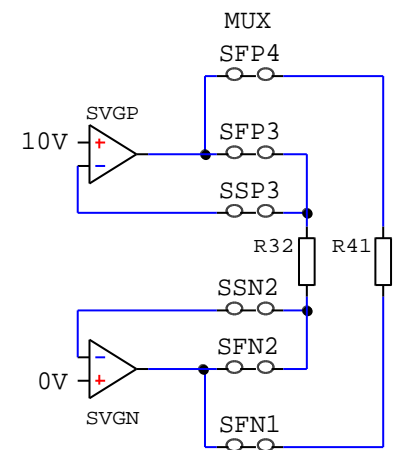 MUX
SFP4
SVGP
10V
+
−
SFP3
SSP3
R32
R41
SSN2
−
SFN2
0V
+
SVGN
SFN1